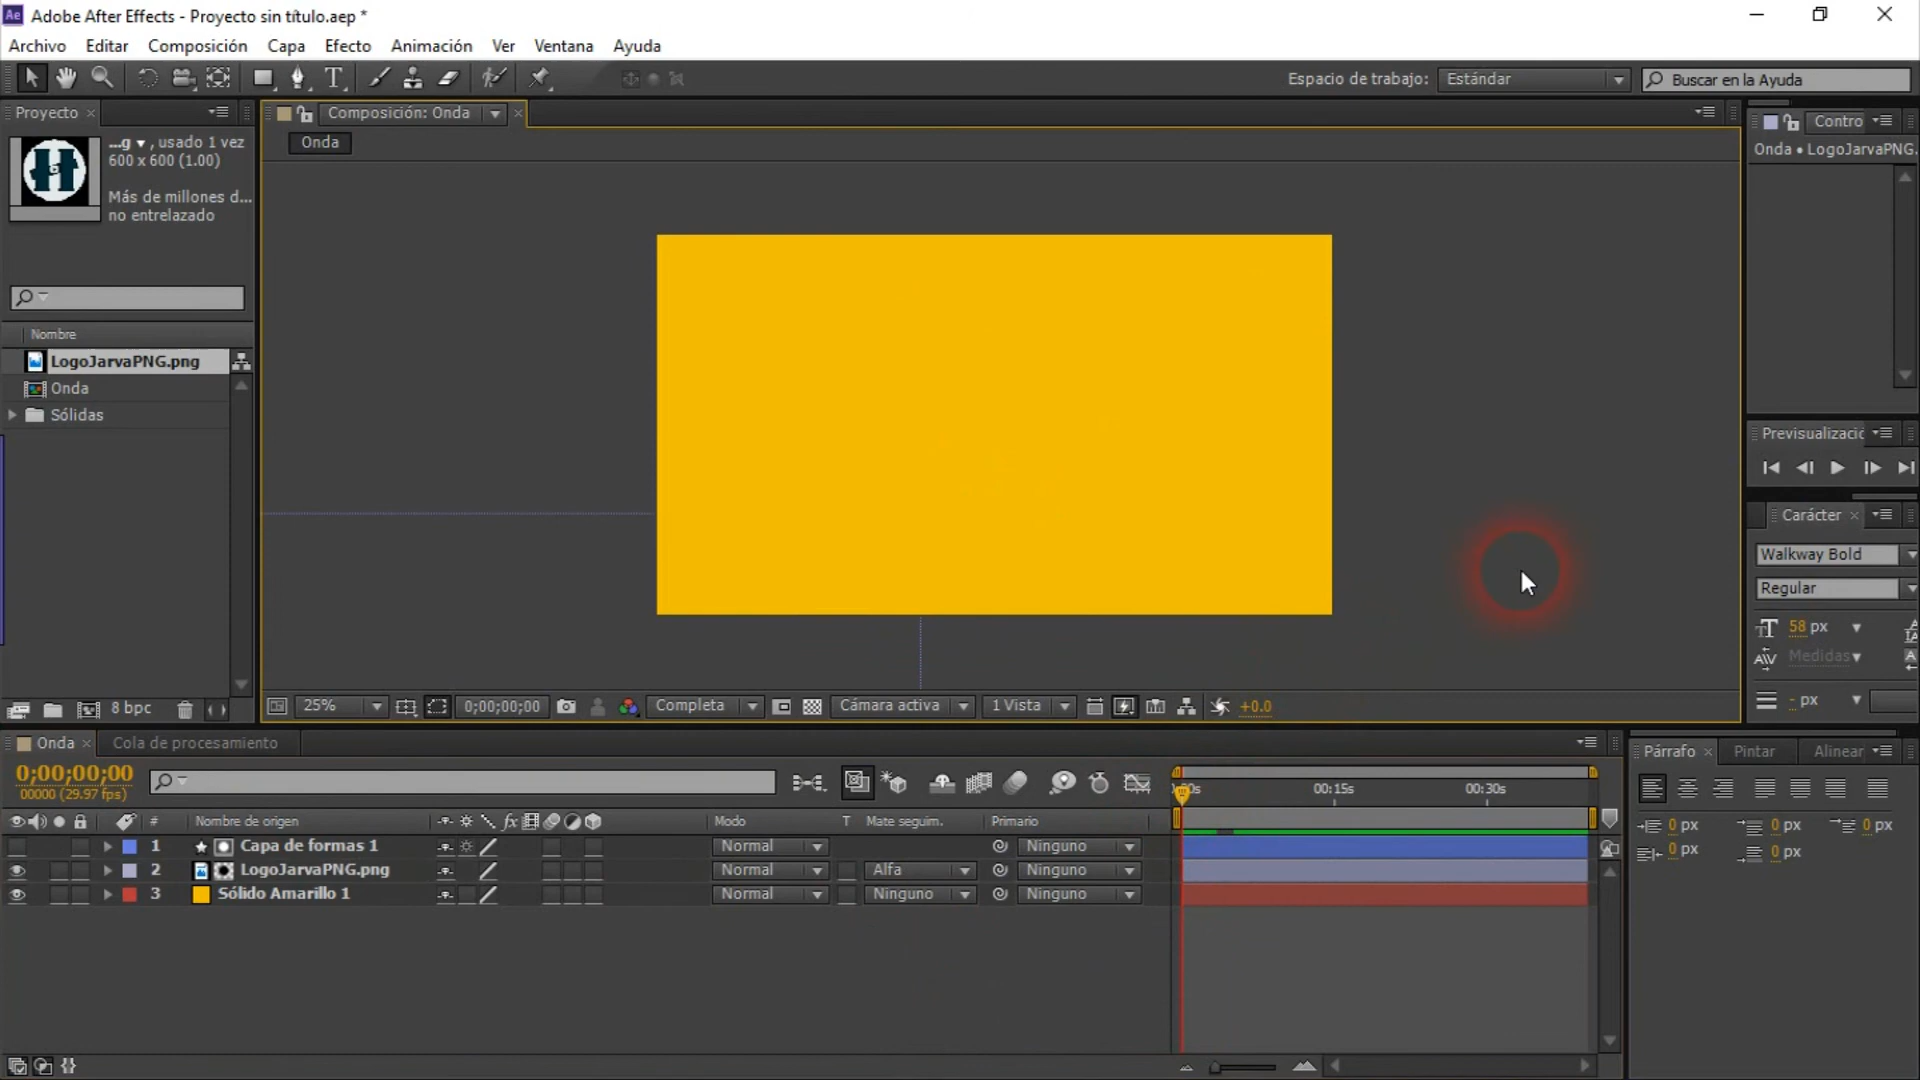 Ae Adobe After Effects - Proyecto sin título.aep *
Archivo Editar Composición Capa Efecto Animación Ver Ventana Ayuda
Espacio de trabajo: Estándar Buscar en la Ayuda
Proyecto
Composición: Onda
Contro
...g ▾ , usado 1 vez
Onda
Onda • LogoJarvaPNG.
600 x 600 (1.00)
Más de millones d...
no entrelazado
Nombre
LogoJarvaPNG.png
Onda
Sólidas
Previsualizació
Carácter
Walkway Bold
Regular
58 px
Medidas
- px
8 bpc
25% 0;00;00;00 Completa Cámara activa 1 Vista +0.0
Onda Cola de procesamiento
Párrafo Pintar Alinear
0;00;00;00
00000 (29.97 fps)
00:15s 00:30s
# Nombre de origen fx Modo T Mate seguim. Primario
0 px 0 px 0 px
0 px 0 px
1 Capa de formas 1 Normal Ninguno
2 LogoJarvaPNG.png Normal Alfa Ninguno
3 Sólido Amarillo 1 Normal Ninguno Ninguno